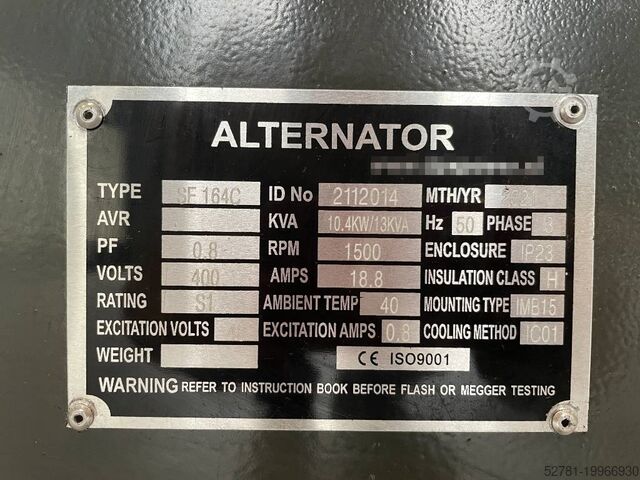 ALTERNATOR
TYPE SF 164C ID No 2112014 MTH/YR
AVR KVA 10.4KW/13KVA Hz 50 PHASE 3
PF 0.8 RPM 1500 ENCLOSURE IP23
VOLTS 400 AMPS 18.8 INSULATION CLASS H
RATING S1 AMBIENT TEMP 40 MOUNTING TYPE IMB15
EXCITATION VOLTS EXCITATION AMPS 0.8 COOLING METHOD IC01
WEIGHT CE ISO9001
WARNING REFER TO INSTRUCTION BOOK BEFORE FLASH OR MEGGER TESTING
52781-19966930